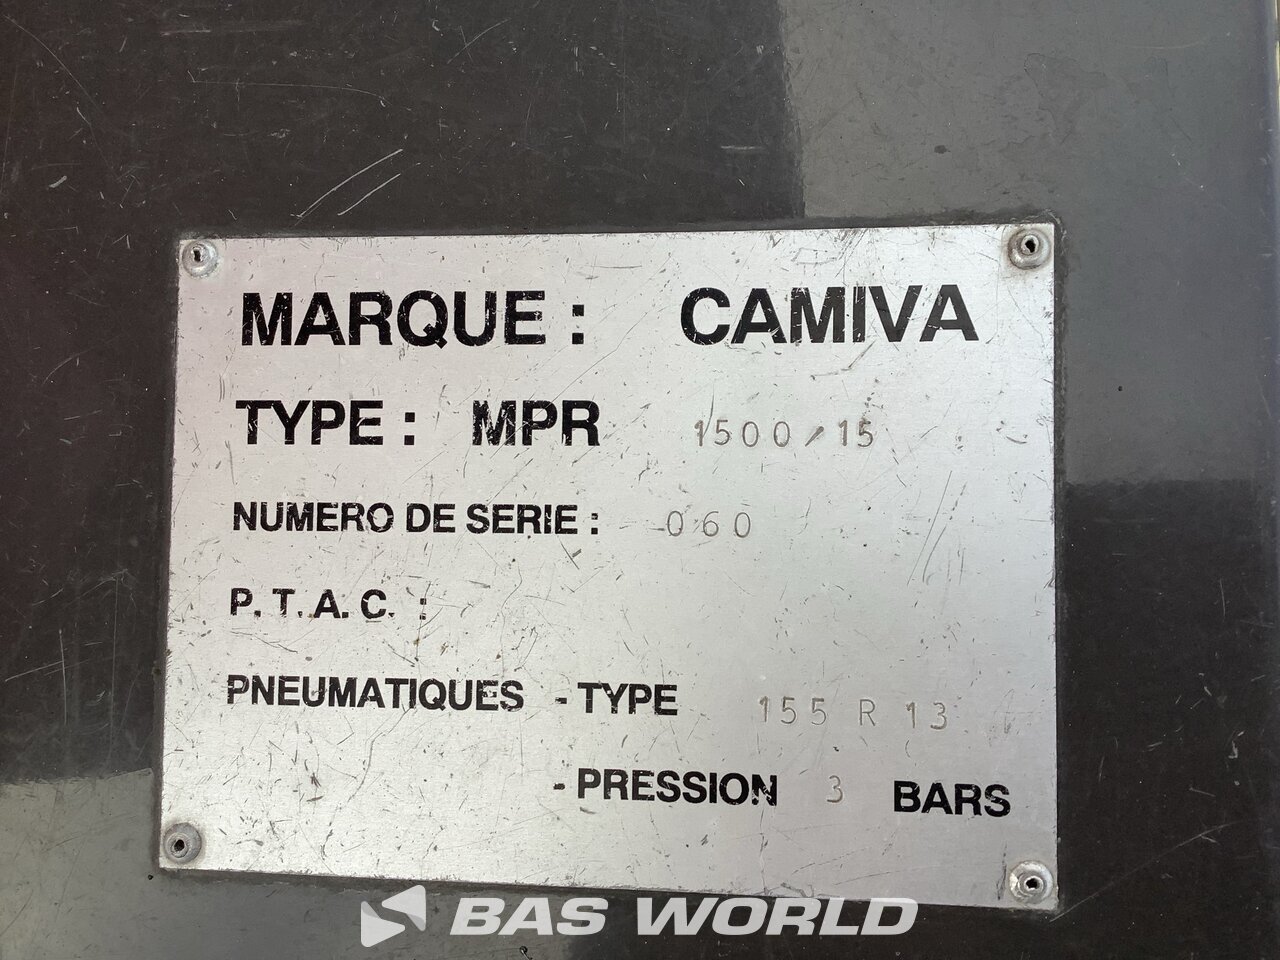 MARQUE : CAMIVA
TYPE : MPR 1500/15
NUMERO DE SERIE : 060
P.T.A.C. :
PNEUMATIQUES - TYPE 155 R 13
- PRESSION 3 BARS
BAS WORLD